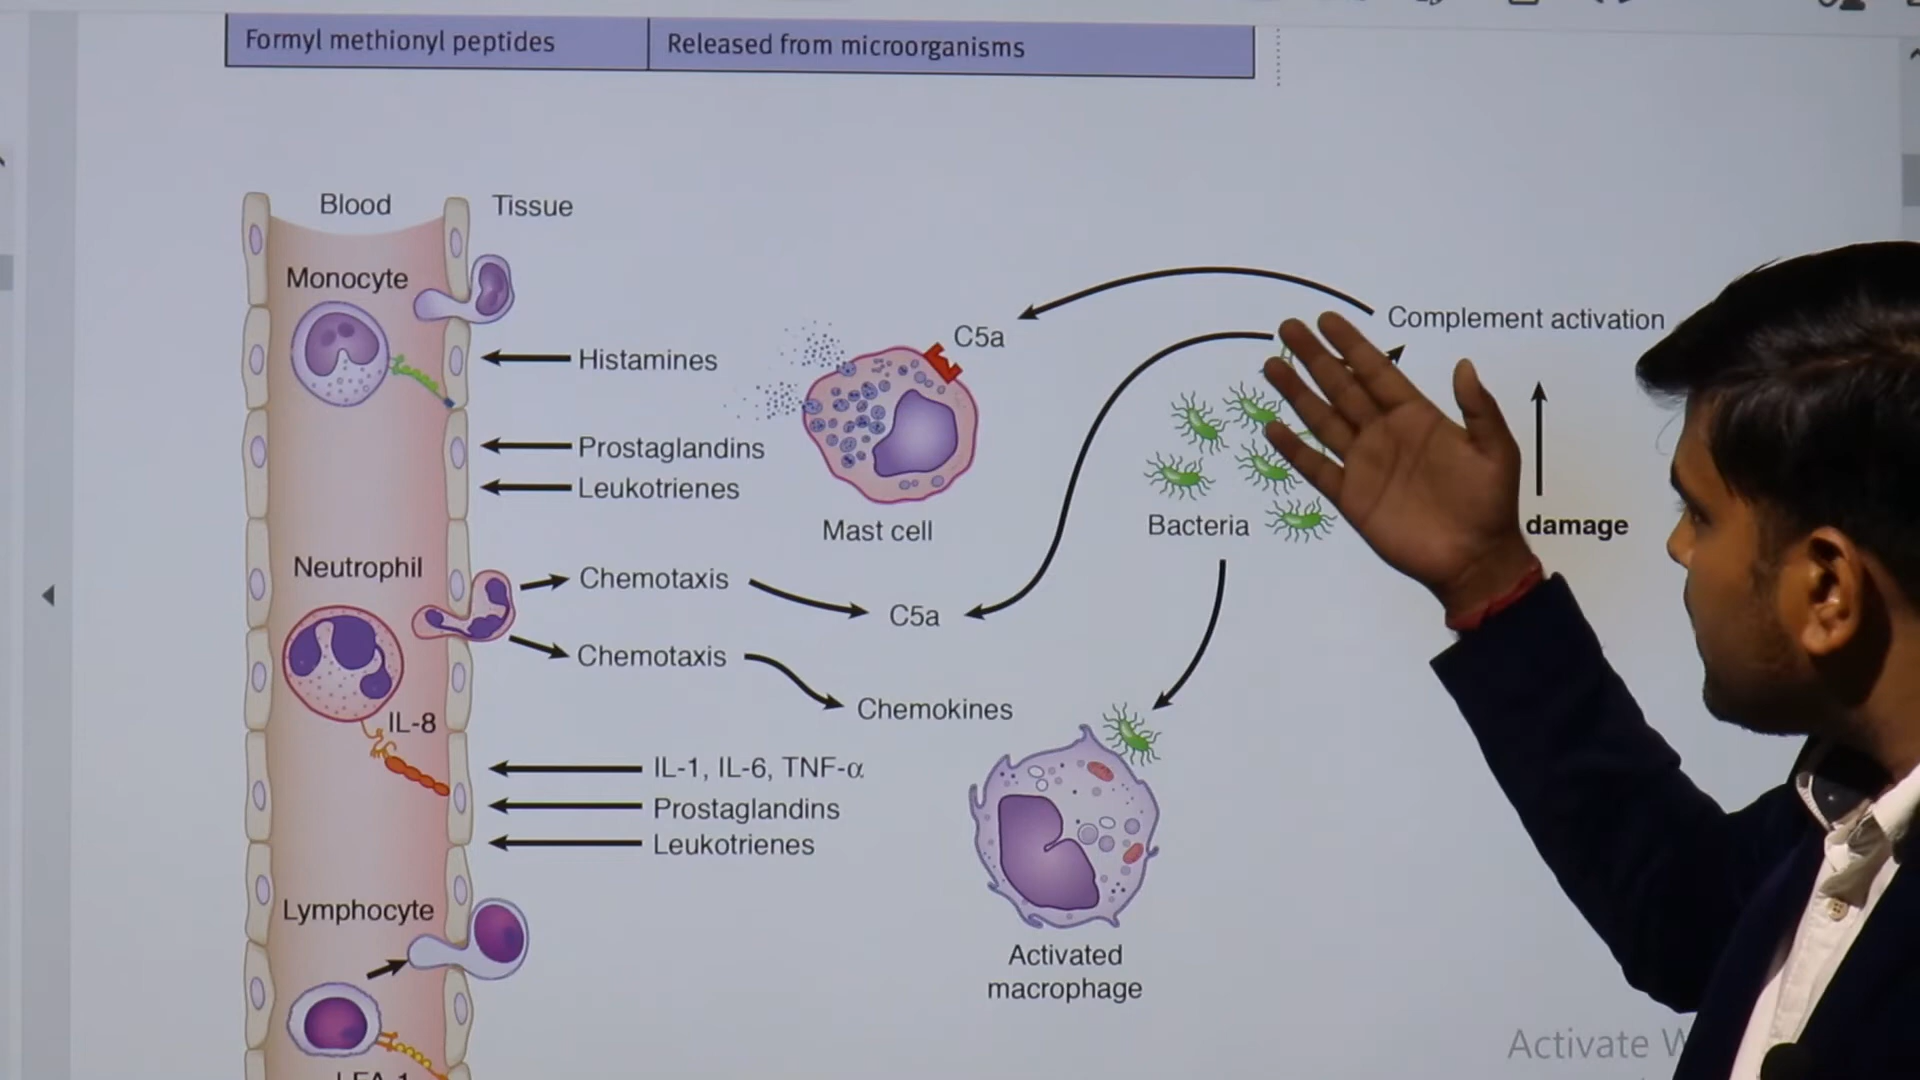 Formyl methionyl peptides
Released from microorganisms
Blood
Tissue
Monocyte
Histamines
C5a
Complement activation
Prostaglandins
Leukotrienes
Mast cell
Bacteria
damage
Neutrophil
Chemotaxis
C5a
Chemotaxis
Chemokines
IL-8
IL-1, IL-6, TNF-α
Prostaglandins
Leukotrienes
Lymphocyte
Activated
macrophage
Activate